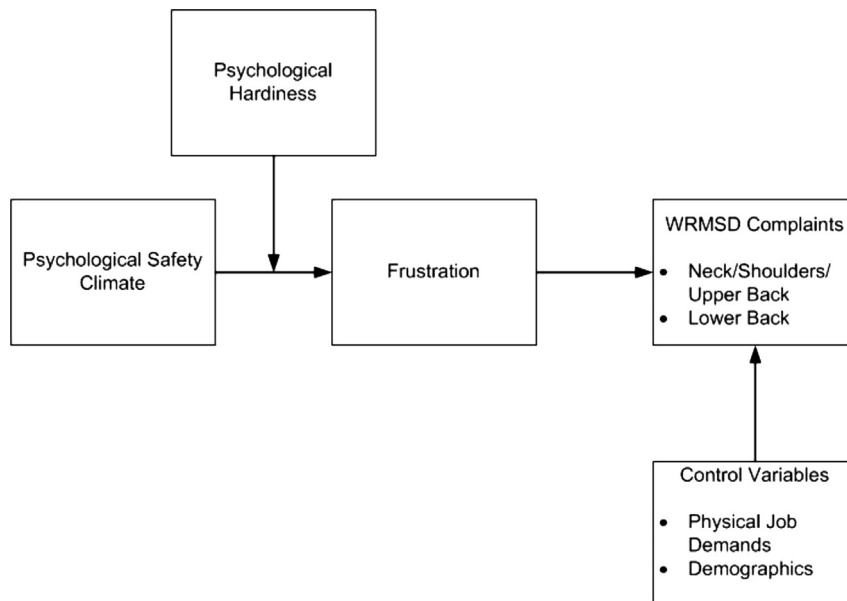 Psychological
Hardiness
Psychological Safety
Climate
Frustration
WRMSD Complaints
• Neck/Shoulders/
Upper Back
• Lower Back
Control Variables
• Physical Job
Demands
• Demographics